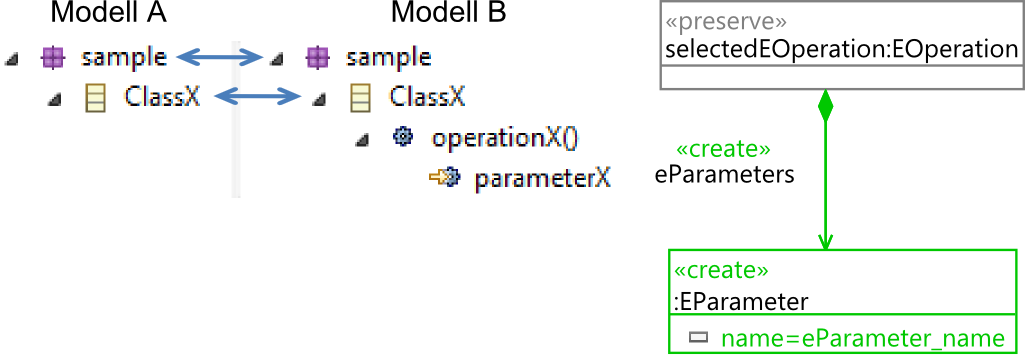 Modell A
sample
ClassX
Modell B
sample
ClassX
operationX()
parameterX
«preserve»
selectedEOperation:EOperation
«create»
eParameters
«create»
:EParameter
name=eParameter_name